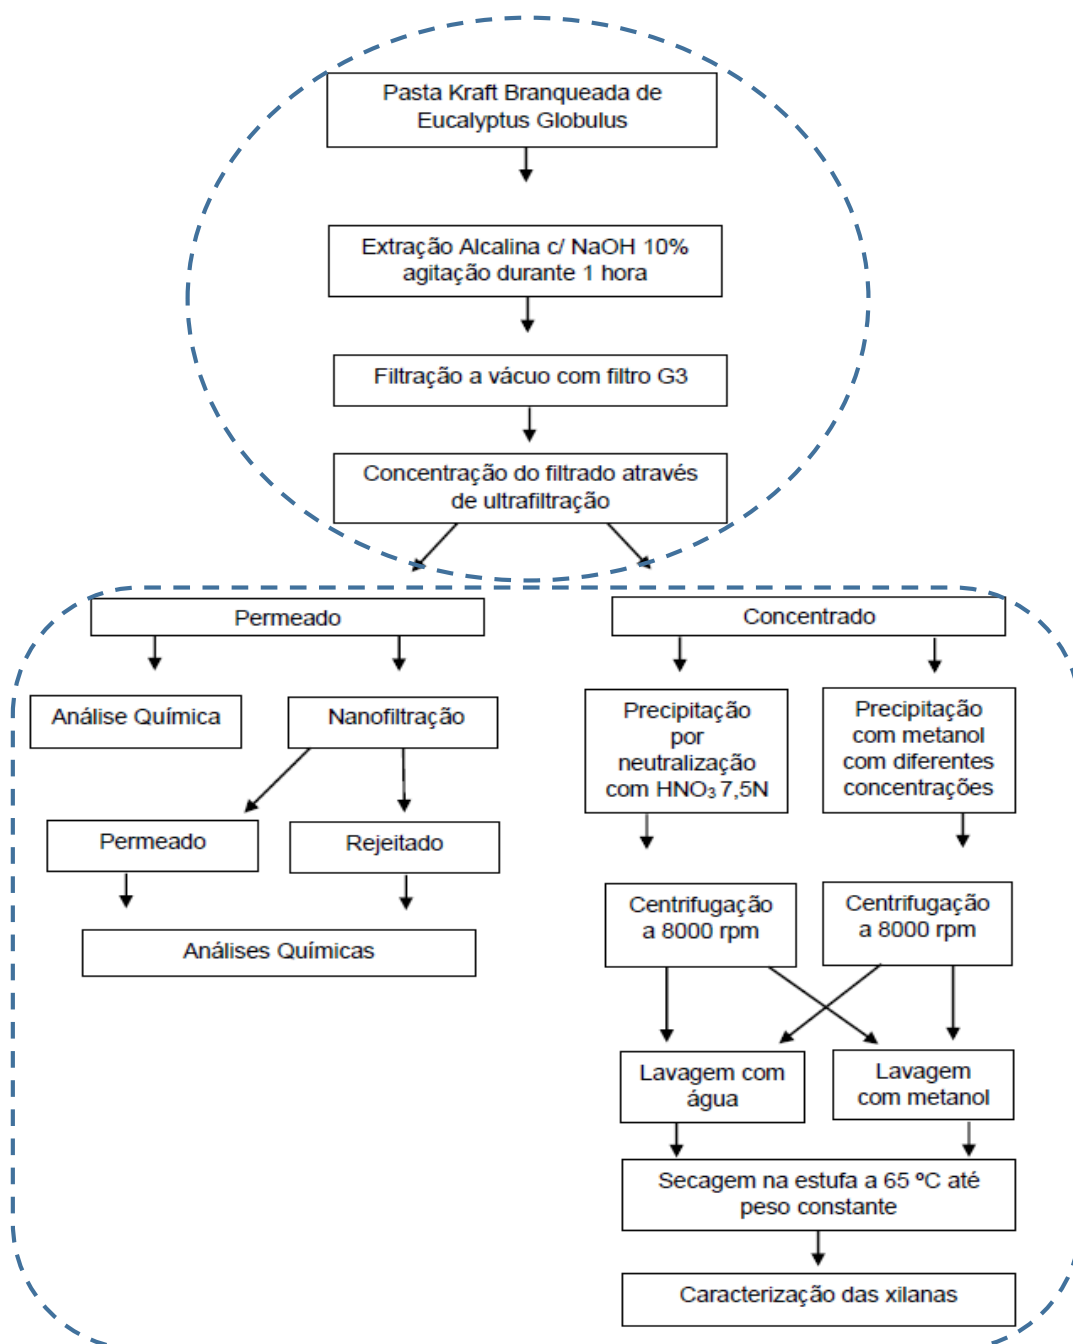 Pasta Kraft Branqueada de
Eucalyptus Globulus
Extração Alcalina c/ NaOH 10%
agitação durante 1 hora
Filtração a vácuo com filtro G3
Concentração do filtrado através
de ultrafiltração
Permeado
Concentrado
Análise Química
Nanofiltração
Precipitação
por
neutralização
com HNO₃ 7,5N
Precipitação
com metanol
com diferentes
concentrações
Permeado
Rejeitado
Análises Químicas
Centrifugação
a 8000 rpm
Centrifugação
a 8000 rpm
Lavagem com
água
Lavagem
com metanol
Secagem na estufa a 65 ºC até
peso constante
Caracterização das xilanas